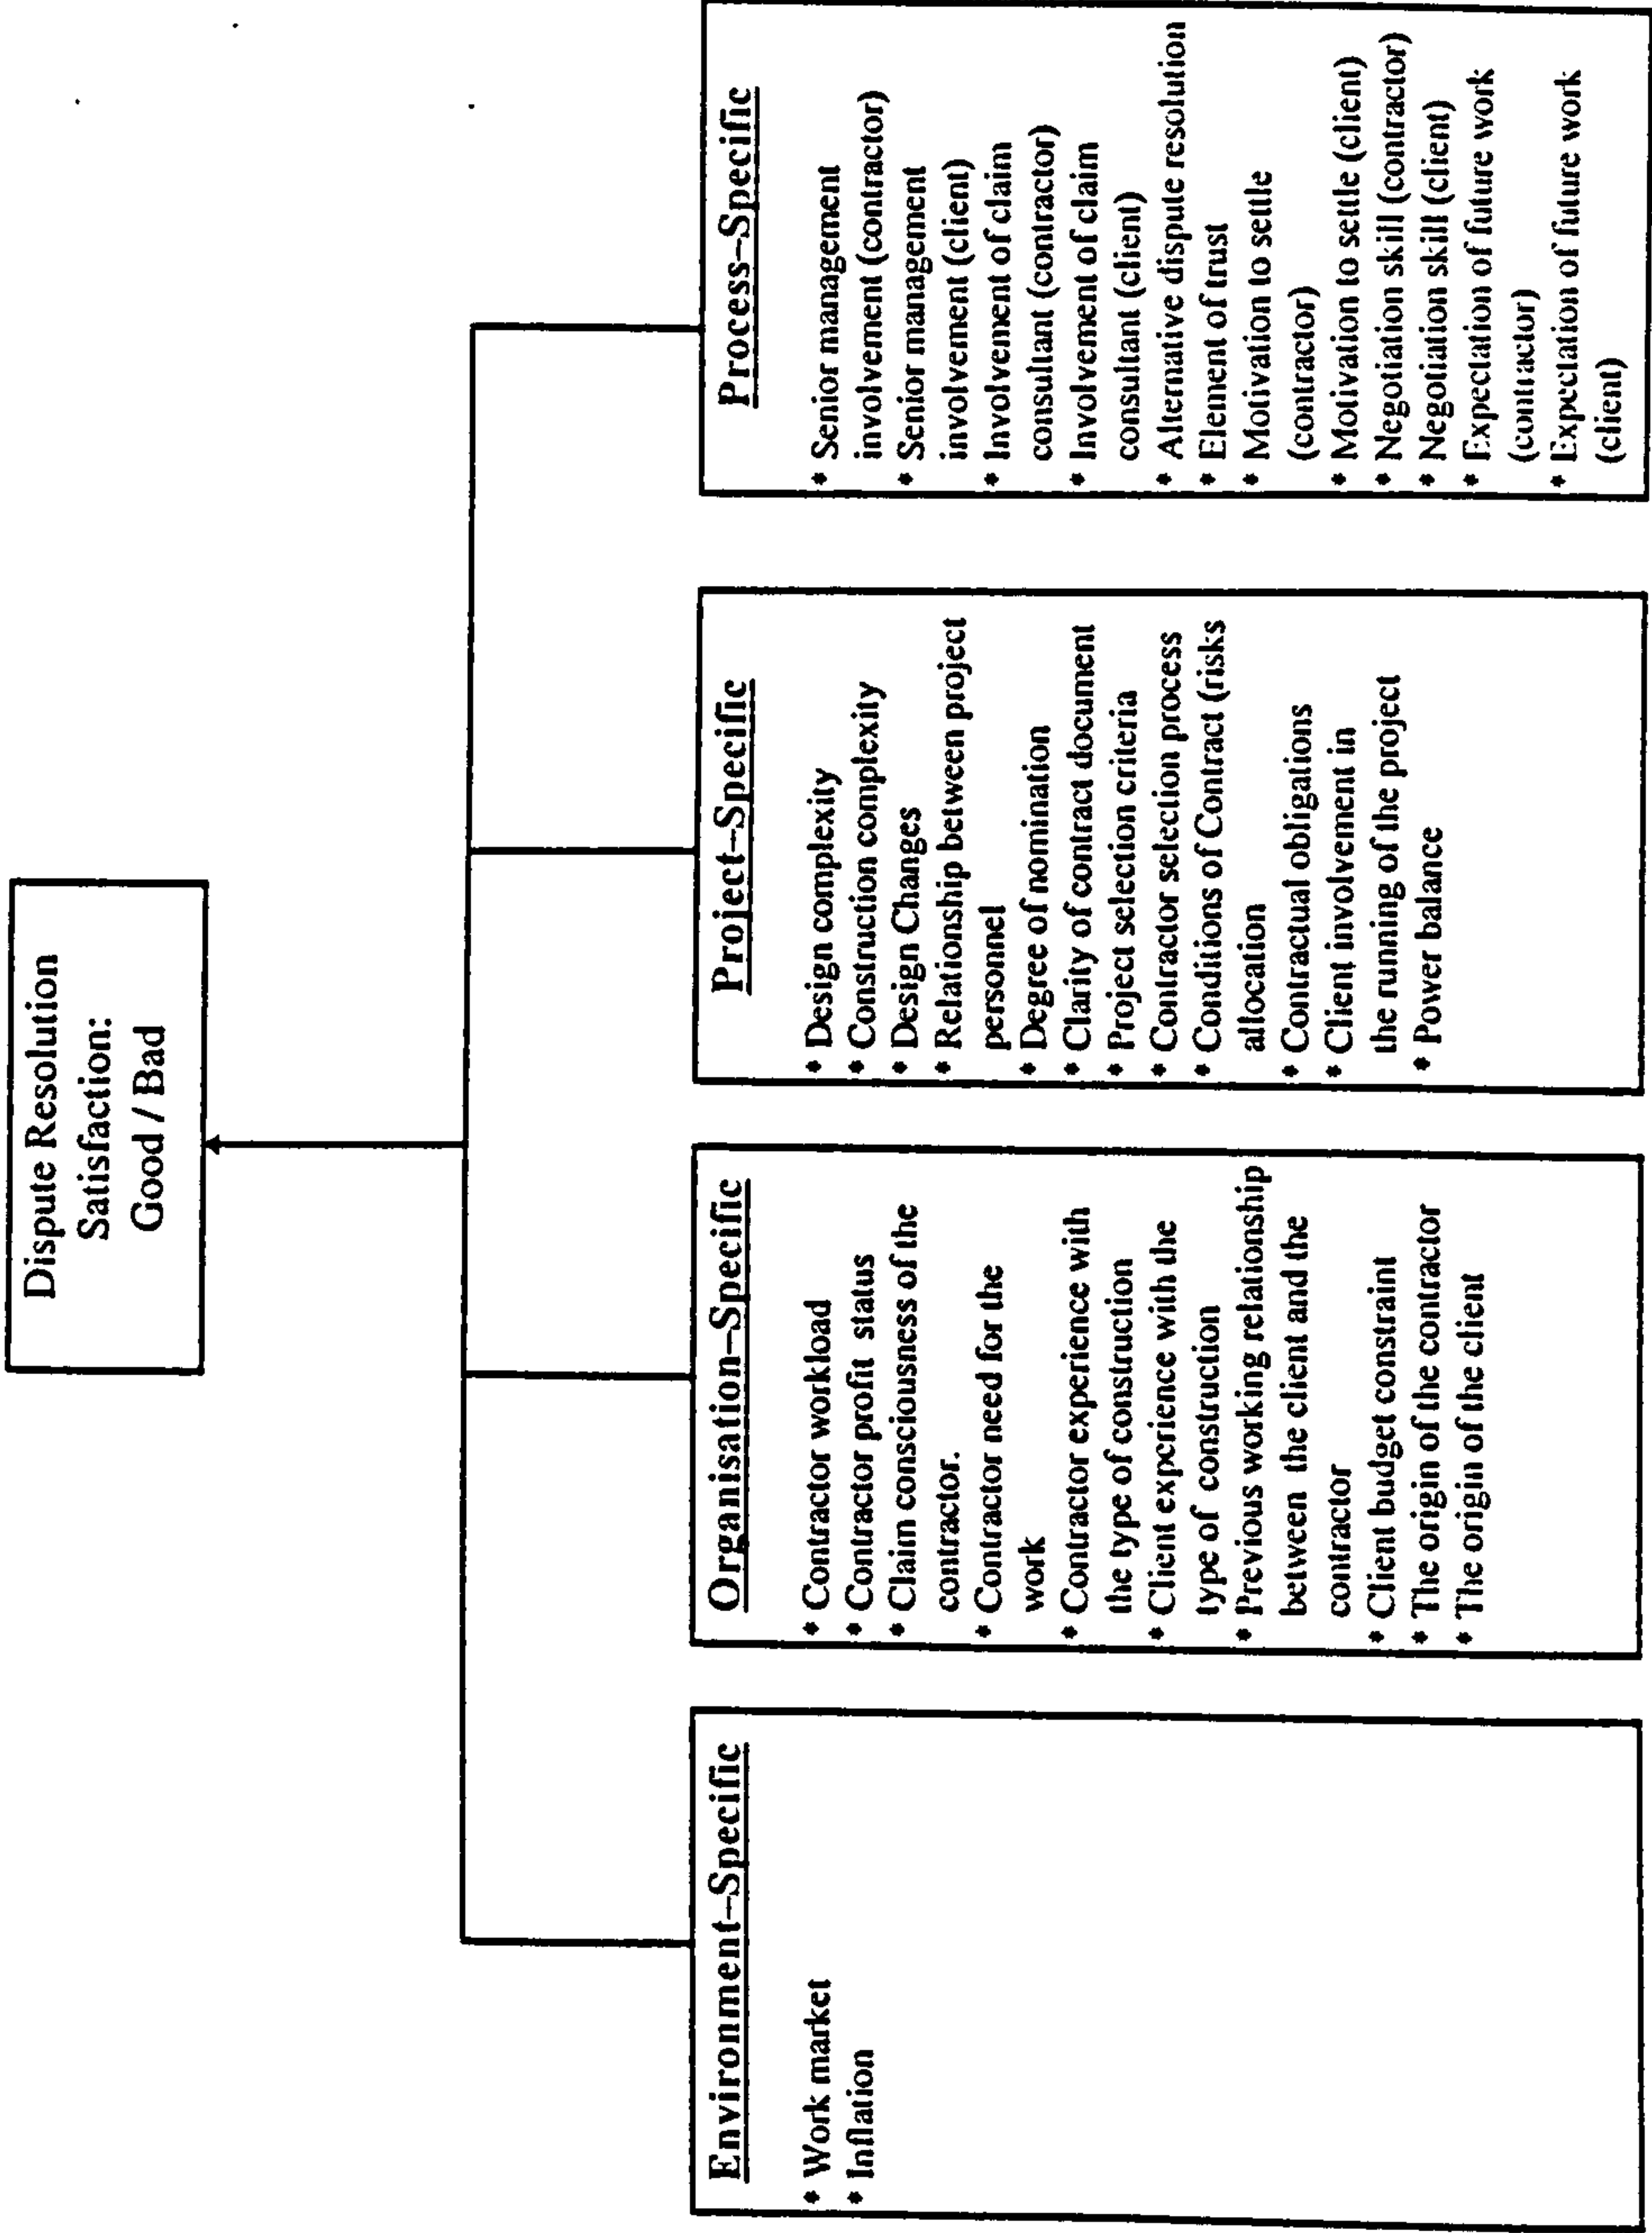 Dispute Resolution
Satisfaction:
Good / Bad
Environment–Specific
* Work market
* Inflation
Organisation–Specific
* Contractor workload
* Contractor profit status
* Claim consciousness of the
contractor.
* Contractor need for the
work
* Contractor experience with
the type of construction
* Client experience with the
type of construction
* Previous working relationship
between the client and the
contractor
* Client budget constraint
* The origin of the contractor
* The origin of the client
Project–Specific
* Design complexity
* Construction complexity
* Design Changes
* Relationship between project
personnel
* Degree of nomination
* Clarity of contract document
* Project selection criteria
* Contractor selection process
* Conditions of Contract (risks
allocation
* Contractual obligations
* Client involvement in
the running of the project
* Power balance
Process–Specific
* Senior management
involvement (contractor)
* Senior management
involvement (client)
* Involvement of claim
consultant (contractor)
* Involvement of claim
consultant (client)
* Alternative dispute resolution
* Element of trust
* Motivation to settle
(contractor)
* Motivation to settle (client)
* Negotiation skill (contractor)
* Negotiation skill (client)
* Expectation of future work
(contractor)
* Expectation of future work
(client)